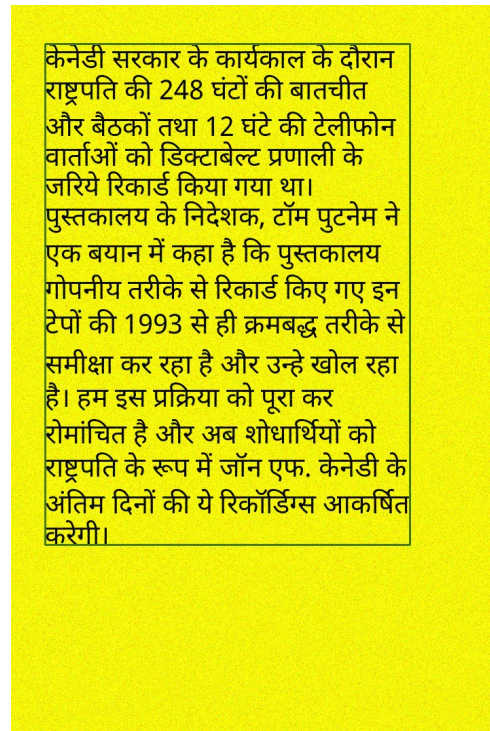 केनेडी सरकार के कार्यकाल के दौरान
राष्ट्रपति की 248 घंटों की बातचीत
और बैठकों तथा 12 घंटे की टेलीफोन
वार्ताओं को डिक्टाबेल्ट प्रणाली के
जरिये रिकार्ड किया गया था।
पुस्तकालय के निदेशक, टॉम पुटनेम ने
एक बयान में कहा है कि पुस्तकालय
गोपनीय तरीके से रिकार्ड किए गए इन
टेपों की 1993 से ही क्रमबद्ध तरीके से
समीक्षा कर रहा है और उन्हे खोल रहा
है। हम इस प्रक्रिया को पूरा कर
रोमांचित है और अब शोधार्थियों को
राष्ट्रपति के रूप में जॉन एफ. केनेडी के
अंतिम दिनों की ये रिकॉर्डिग्स आकर्षित
करेगी।